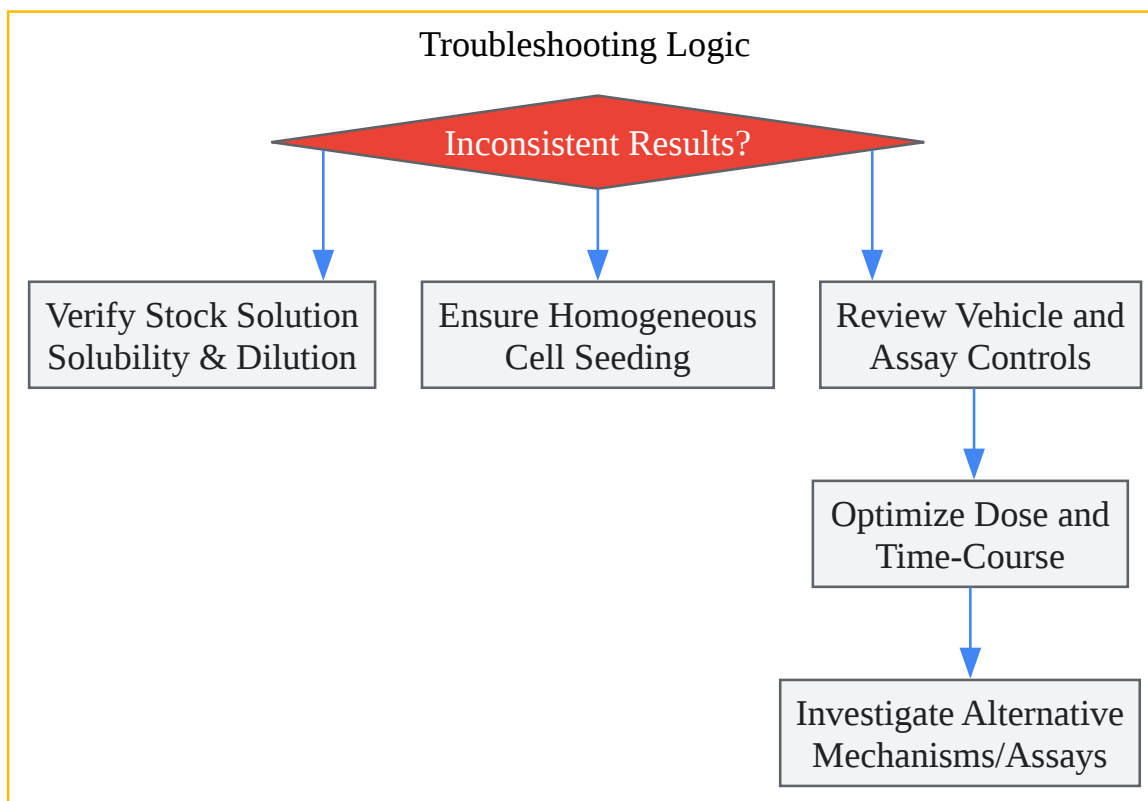 Troubleshooting Logic
Inconsistent Results?
Verify Stock Solution
Solubility & Dilution
Ensure Homogeneous
Cell Seeding
Review Vehicle and
Assay Controls
Optimize Dose and
Time-Course
Investigate Alternative
Mechanisms/Assays